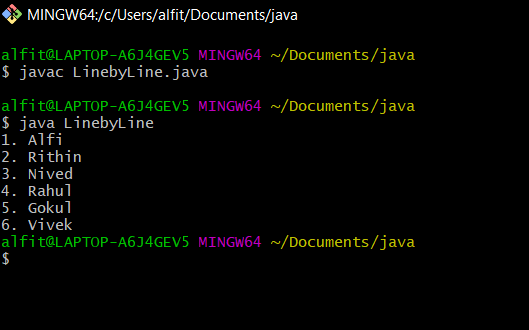 MINGW64:/c/Users/alfit/Documents/java
alfit@LAPTOP-A6J4GEV5 MINGW64 ~/Documents/java
$ javac LinebyLine.java
alfit@LAPTOP-A6J4GEV5 MINGW64 ~/Documents/java
$ java LinebyLine
1. Alfi
2. Rithin
3. Nived
4. Rahul
5. Gokul
6. Vivek
alfit@LAPTOP-A6J4GEV5 MINGW64 ~/Documents/java
$